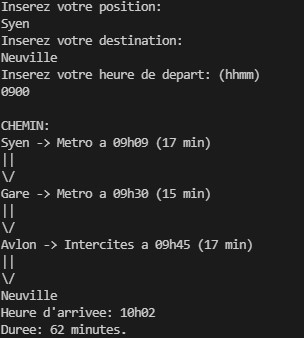 Inserez votre position:
Syen
Inserez votre destination:
Neuville
Inserez votre heure de depart: (hhmm)
0900

CHEMIN:
Syen -> Metro a 09h09 (17 min)
||
\/
Gare -> Metro a 09h30 (15 min)
||
\/
Avlon -> Intercites a 09h45 (17 min)
||
\/
Neuville
Heure d'arrivee: 10h02
Duree: 62 minutes.